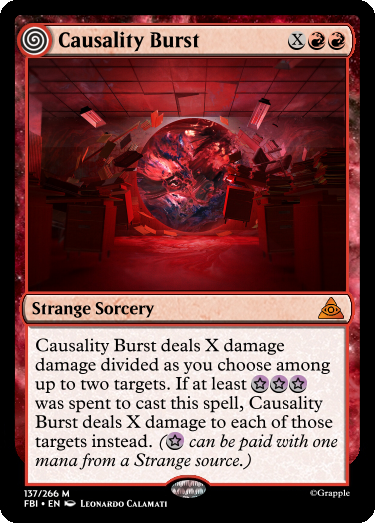 Causality Burst X
Strange Sorcery
Causality Burst deals X damage
damage divided as you choose among
up to two targets. If at least
was spent to cast this spell, Causality
Burst deals X damage to each of those
targets instead. ( can be paid with one
mana from a Strange source.)
137/266 M
FBI • EN Leonardo Calamati
©Grapple